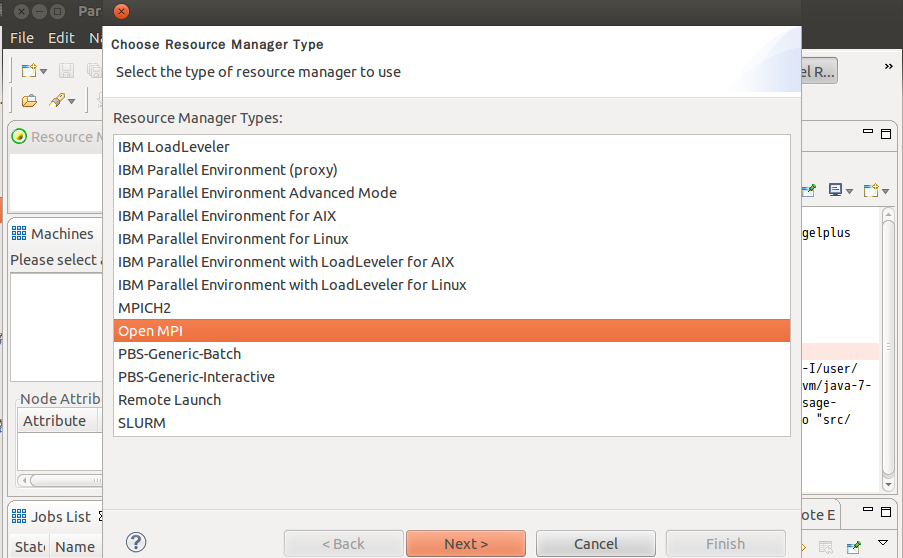 Par
File Edit Na
Choose Resource Manager Type
Select the type of resource manager to use
el R...
»
Resource M
Resource Manager Types:
IBM LoadLeveler
IBM Parallel Environment (proxy)
IBM Parallel Environment Advanced Mode
IBM Parallel Environment for AIX
IBM Parallel Environment for Linux
IBM Parallel Environment with LoadLeveler for AIX
IBM Parallel Environment with LoadLeveler for Linux
MPICH2
Open MPI
PBS-Generic-Batch
PBS-Generic-Interactive
Remote Launch
SLURM
Machines
Please select a
Node Attrib
Attribute
gelplus
-I/user/
vm/java-7-
sage-
o "src/
Jobs List
State Name
ote E
?
< Back
Next >
Cancel
Finish